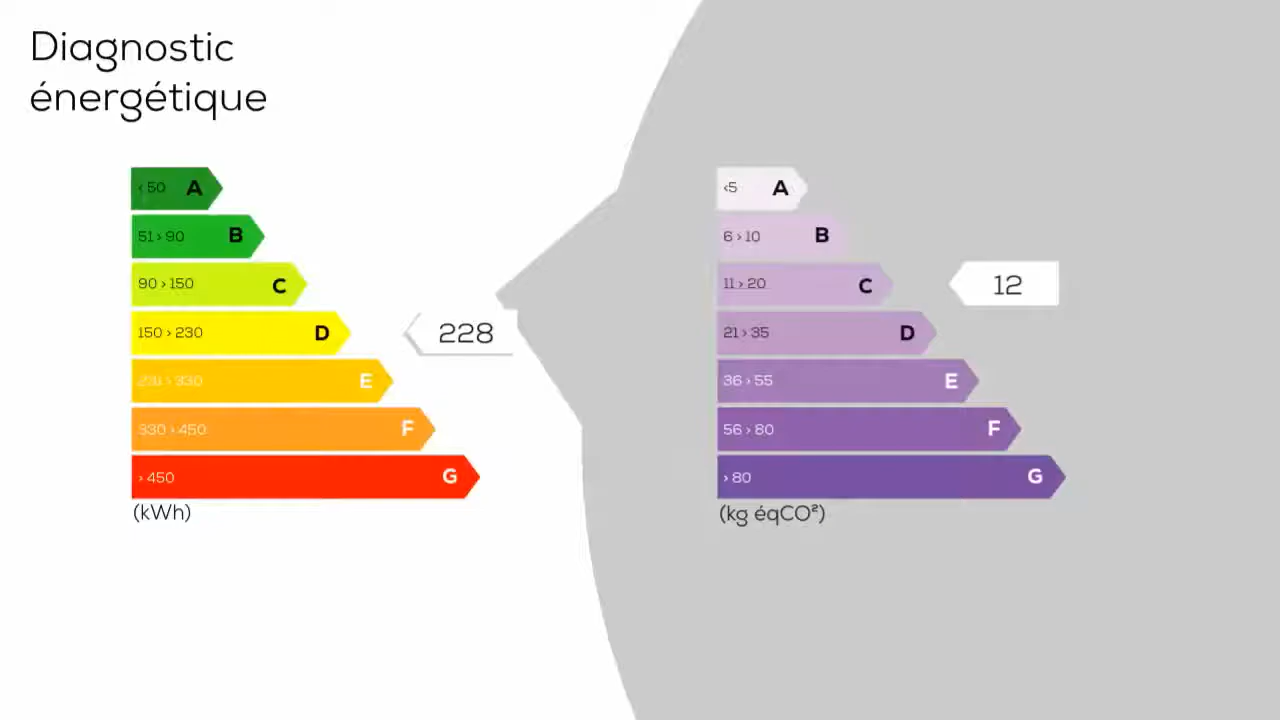 Diagnostic
énergétique
< 50 A
51 > 90 B
90 > 150 C
150 > 230 D
228
E
330 > 450 F
> 450 G
(kWh)
<5 A
6 > 10 B
11 > 20 C
12
21 > 35 D
36 > 55 E
56 > 80 F
> 80 G
(kg éqCO²)